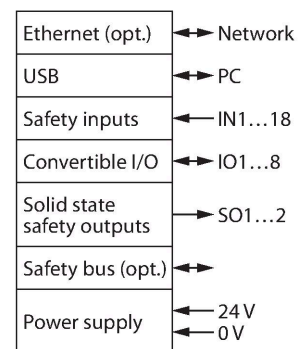 Ethernet (opt.) Network
USB PC
Safety inputs IN1...18
Convertible I/O IO1...8
Solid state
safety outputs SO1...2
Safety bus (opt.)
Power supply 24 V
0 V